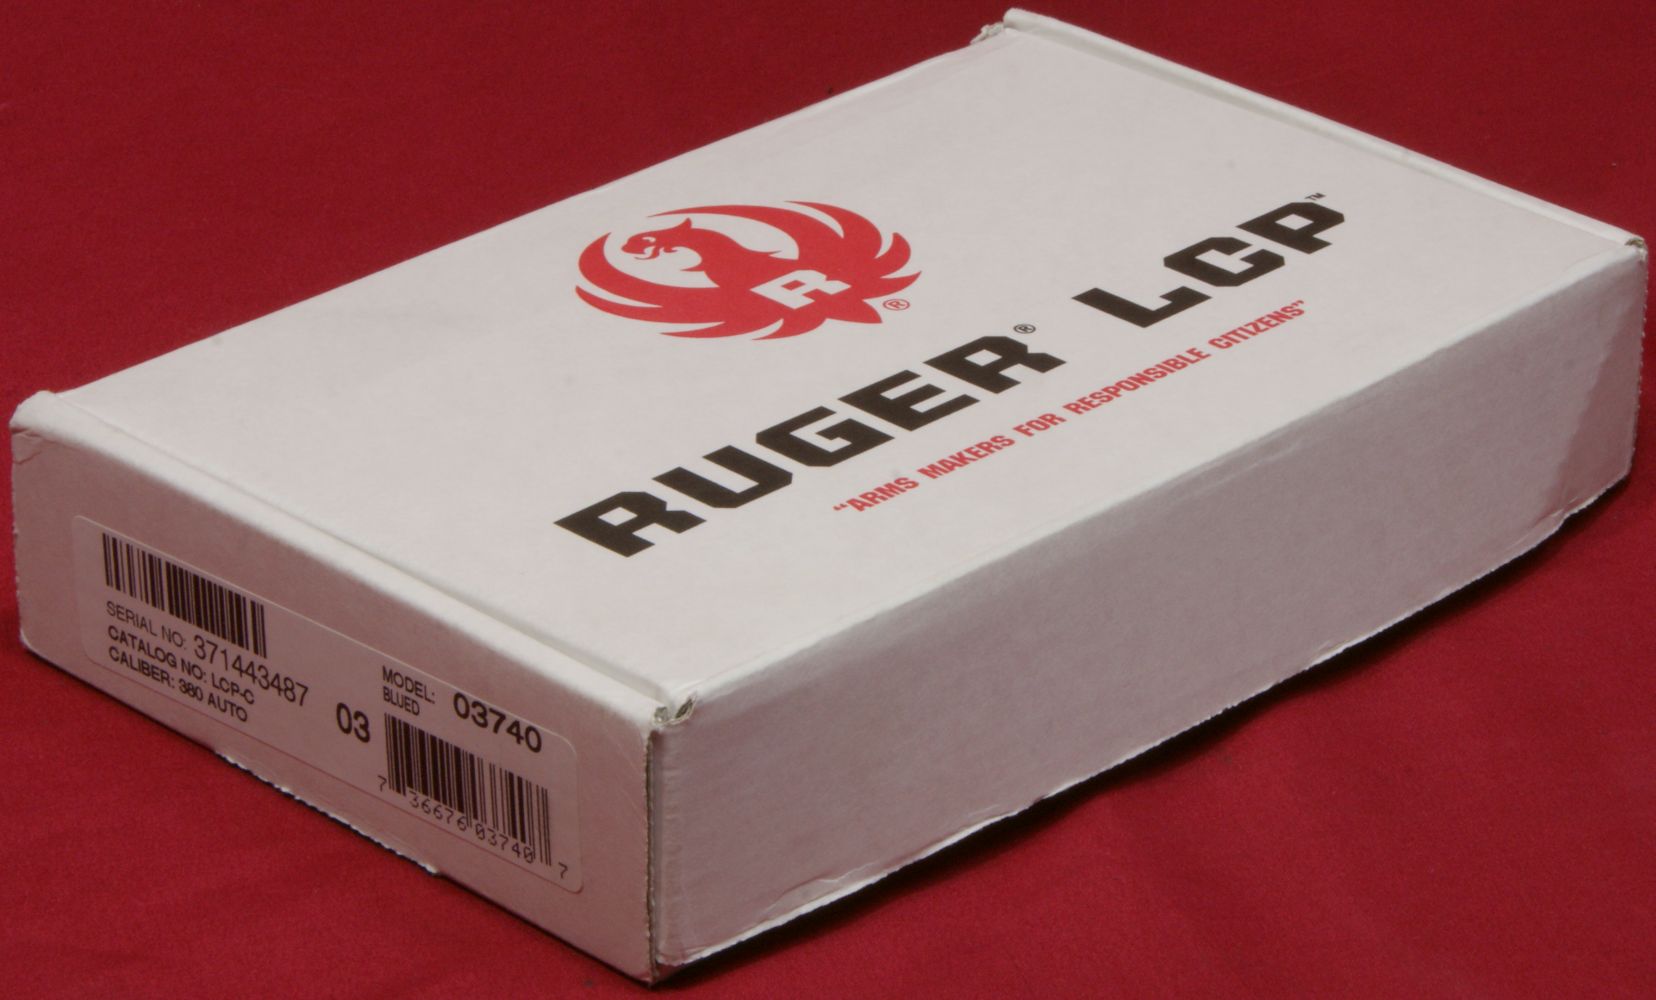 R®
RUGER® LCP™
“ARMS MAKERS FOR RESPONSIBLE CITIZENS”
SERIAL NO: 371443487
CATALOG NO: LCP-C
CALIBER: 380 AUTO
03
MODEL: 03740
BLUED
7 36676 03740 7